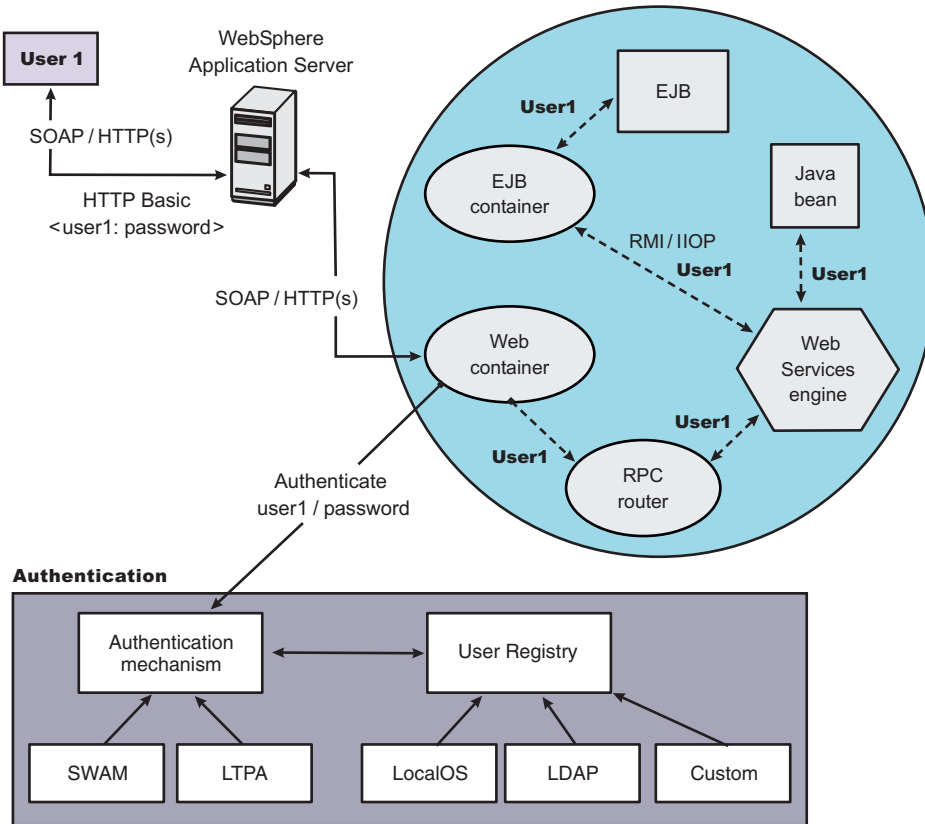 User 1
WebSphere
Application Server
SOAP / HTTP(s)
HTTP Basic
<user1: password>
SOAP / HTTP(s)
EJB
User1
EJB
container
Java
bean
RMI / IIOP
User1
User1
Web
container
Web
Services
engine
User1
User1
RPC
router
Authenticate
user1 / password
Authentication
Authentication
mechanism
User Registry
SWAM
LTPA
LocalOS
LDAP
Custom